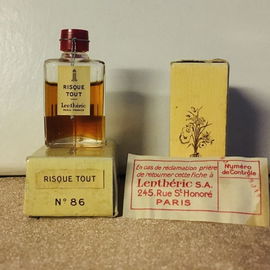 RISQUE
TOUT
Lenthéric
RISQUE TOUT
N° 86
En cas de réclamation prière
de retourner cette fiche à
Lenthéric S.A.
245, Rue St Honoré
PARIS
Numéro
de Contrôle